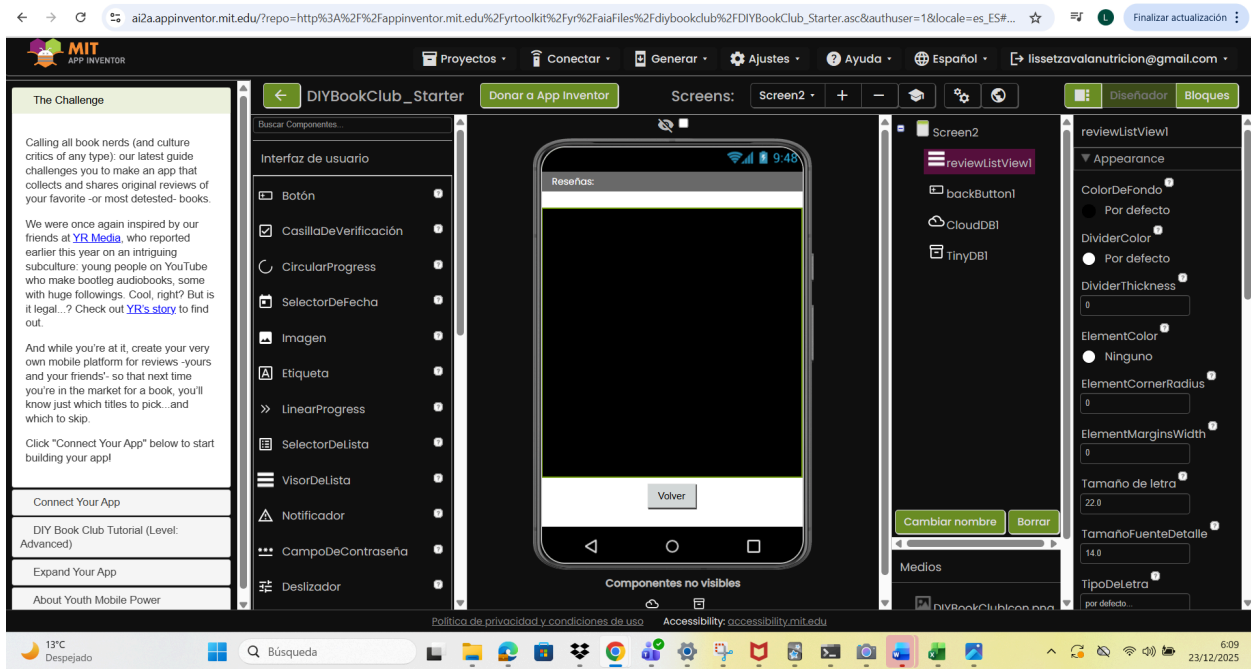 ai2a.appinventor.mit.edu/?repo=http%3A%2F%2Fappinventor.mit.edu%2Fyrtoolkit%2Fyr%2FaiaFiles%2Fdiybookclub%2FDIYBookClub_Starter.asc&authuser=1&locale=es_ES#...
L
Finalizar actualización
MIT
APP INVENTOR
Proyectos
Conectar
Generar
Ajustes
Ayuda
Español
lissetzavalanutricion@gmail.com
DIYBookClub_Starter
Donar a App Inventor
Screens:
Screen2
Diseñador
Bloques
The Challenge
Calling all book nerds (and culture
critics of any type): our latest guide
challenges you to make an app that
collects and shares original reviews of
your favorite -or most detested- books.
We were once again inspired by our
friends at YR Media, who reported
earlier this year on an intriguing
subculture: young people on YouTube
who make bootleg audiobooks, some
with huge followings. Cool, right? But is
it legal...? Check out YR's story to find
out.
And while you're at it, create your very
own mobile platform for reviews -yours
and your friends'- so that next time
you're in the market for a book, you'll
know just which titles to pick...and
which to skip.
Click "Connect Your App" below to start
building your app!
Connect Your App
DIY Book Club Tutorial (Level:
Advanced)
Expand Your App
About Youth Mobile Power
Buscar Componentes...
Interfaz de usuario
Botón
CasillaDeVerificación
CircularProgress
SelectorDeFecha
Imagen
Etiqueta
LinearProgress
SelectorDeLista
VisorDeLista
Notificador
CampoDeContraseña
Deslizador
9:48
Reseñas:
Volver
Componentes no visibles
Screen2
reviewListView1
backButton1
CloudDB1
TinyDB1
Cambiar nombre
Borrar
Medios
DIYBookClubIcon.png
reviewListView1
Appearance
ColorDeFondo
Por defecto
DividerColor
Por defecto
DividerThickness
0
ElementColor
Ninguno
ElementCornerRadius
0
ElementMarginsWidth
0
Tamaño de letra
22.0
TamañoFuenteDetalle
14.0
TipoDeLetra
por defecto...
Política de privacidad y condiciones de uso
Accessibility: accessibility.mit.edu
13°C
Despejado
Búsqueda
6:09
23/12/2025